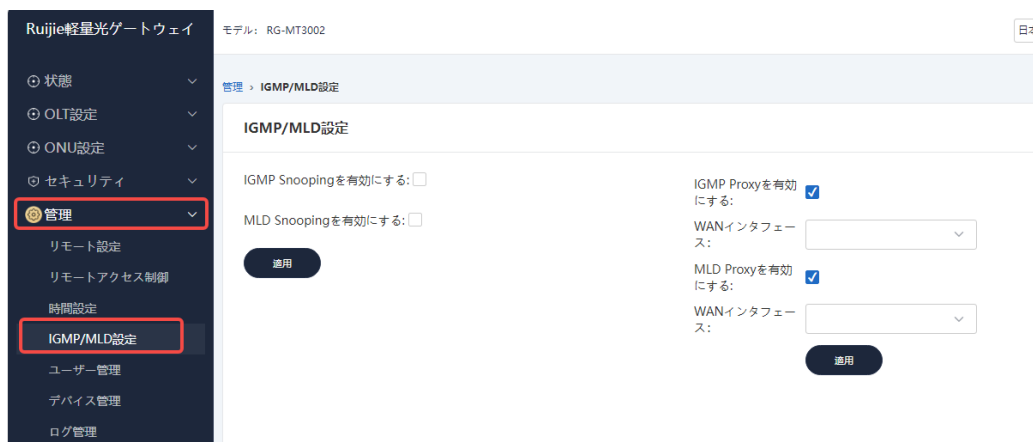 Ruijie軽量光ゲートウェイ
モデル: RG-MT3002
状態
OLT設定
ONU設定
セキュリティ
管理
リモート設定
リモートアクセス制御
時間設定
IGMP/MLD設定
ユーザー管理
デバイス管理
ログ管理
管理 › IGMP/MLD設定
IGMP/MLD設定
IGMP Snoopingを有効にする:
MLD Snoopingを有効にする:
適用
IGMP Proxyを有効
にする:
WANインタフェー
ス:
MLD Proxyを有効
にする:
WANインタフェー
ス:
適用